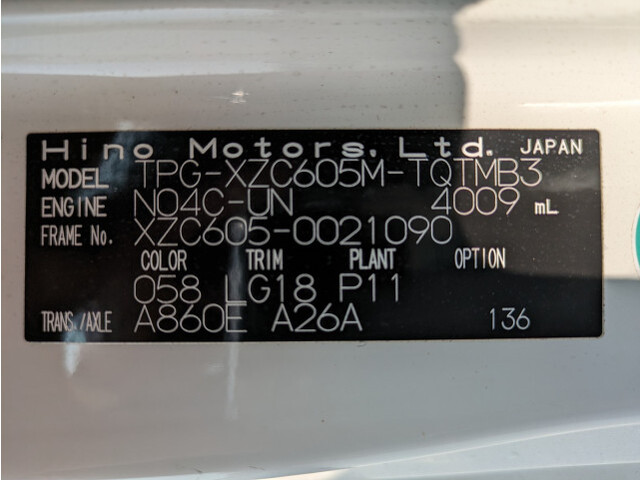 Hino Motors, Ltd. JAPAN
MODEL TPG-XZC605M-TQTMB3
ENGINE N04C-UN 4009 mL
FRAME No. XZC605-0021090
COLOR TRIM PLANT OPTION
058 LG18 P11
TRANS./AXLE A860E A26A 136